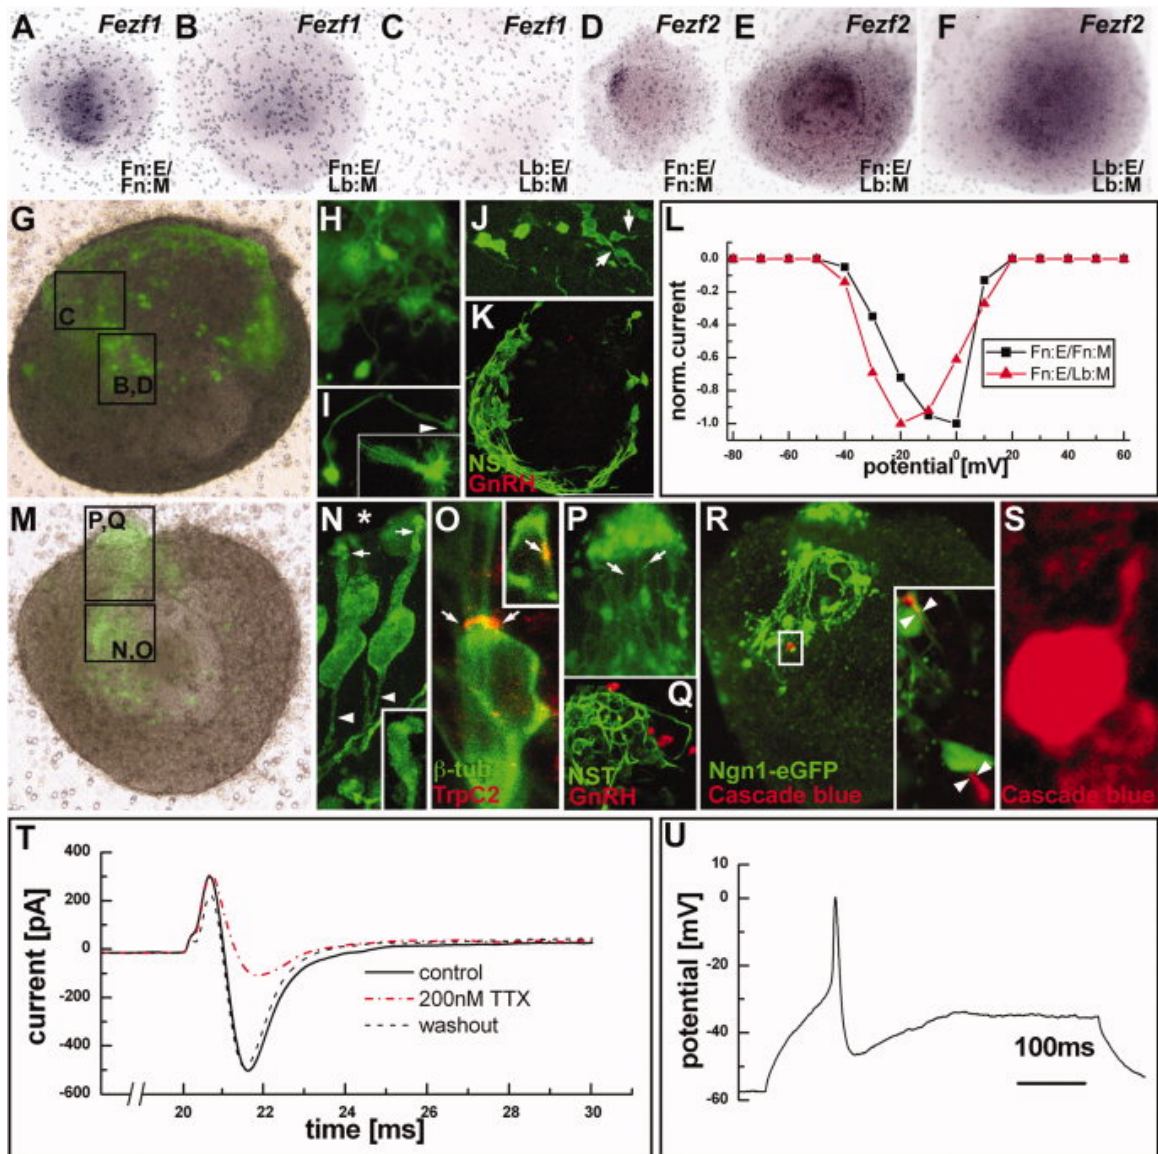 A Fezf1
Fn:E/
Fn:M
B Fezf1
Fn:E/
Lb:M
C Fezf1
Lb:E/
Lb:M
D Fezf2
Fn:E/
Fn:M
E Fezf2
Fn:E/
Lb:M
F Fezf2
Lb:E/
Lb:M
G
C
B,D
H
I
J
K
NST
GnRH
L
norm. current
0.0
-0.2
-0.4
-0.6
-0.8
-1.0
Fn:E/Fn:M
Fn:E/Lb:M
-80 -60 -40 -20 0 20 40 60
potential [mV]
M
P,Q
N,O
N *
O
β-tub
TrpC2
P
Q
NST
GnRH
R
Ngn1-eGFP
Cascade blue
S
Cascade blue
T
current [pA]
400
200
0
-200
-400
-600
control
200nM TTX
washout
20 22 24 26 28 30
time [ms]
U
potential [mV]
10
0
-20
-40
-60
100ms